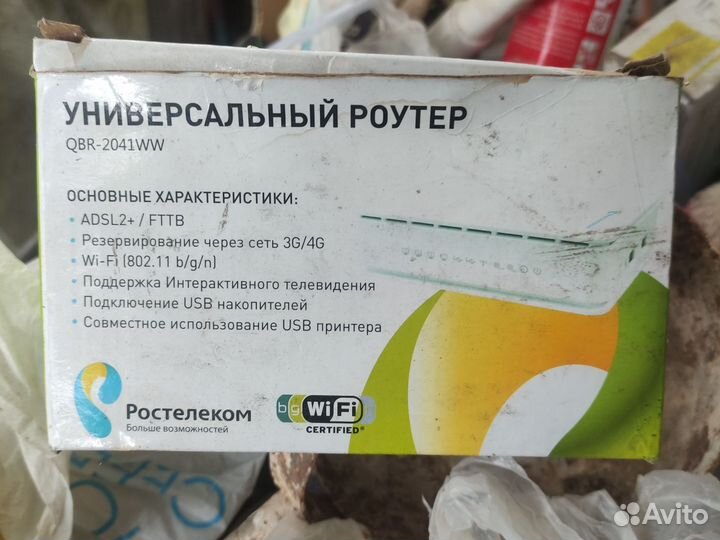 УНИВЕРСАЛЬНЫЙ РОУТЕР
QBR-2041WW
ОСНОВНЫЕ ХАРАКТЕРИСТИКИ:
• ADSL2+ / FTTB
• Резервирование через сеть 3G/4G
• Wi-Fi (802.11 b/g/n)
• Поддержка Интерактивного телевидения
• Подключение USB накопителей
• Совместное использование USB принтера
Ростелеком
Больше возможностей
bg WiFi
CERTIFIED®
Avito